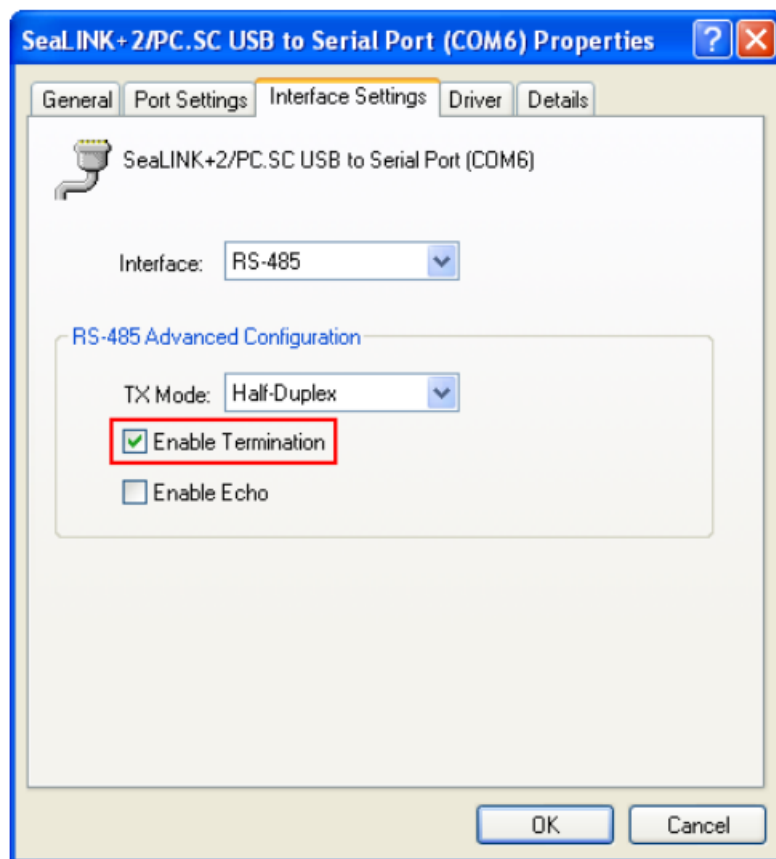 SeaLINK+2/PC.SC USB to Serial Port (COM6) Properties
General Port Settings Interface Settings Driver Details
SeaLINK+2/PC.SC USB to Serial Port (COM6)
Interface: RS-485
RS-485 Advanced Configuration
TX Mode: Half-Duplex
Enable Termination
Enable Echo
OK Cancel